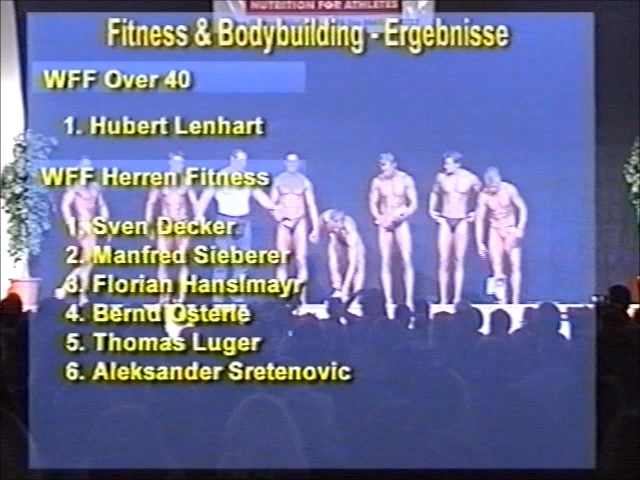 NUTRITION FOR ATHLETES
Fitness & Bodybuilding - Ergebnisse
WFF Over 40
1. Hubert Lenhart
WFF Herren Fitness
1. Sven Decker
2. Manfred Sieberer
3. Florian Hanslmayr
4. Bernd Österle
5. Thomas Luger
6. Aleksander Sretenovic